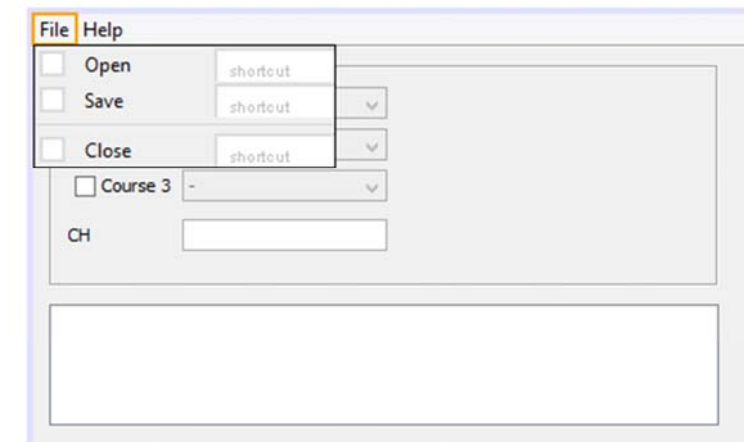 File Help
Open shortcut
Save shortcut
Close shortcut
Course 3 -
CH